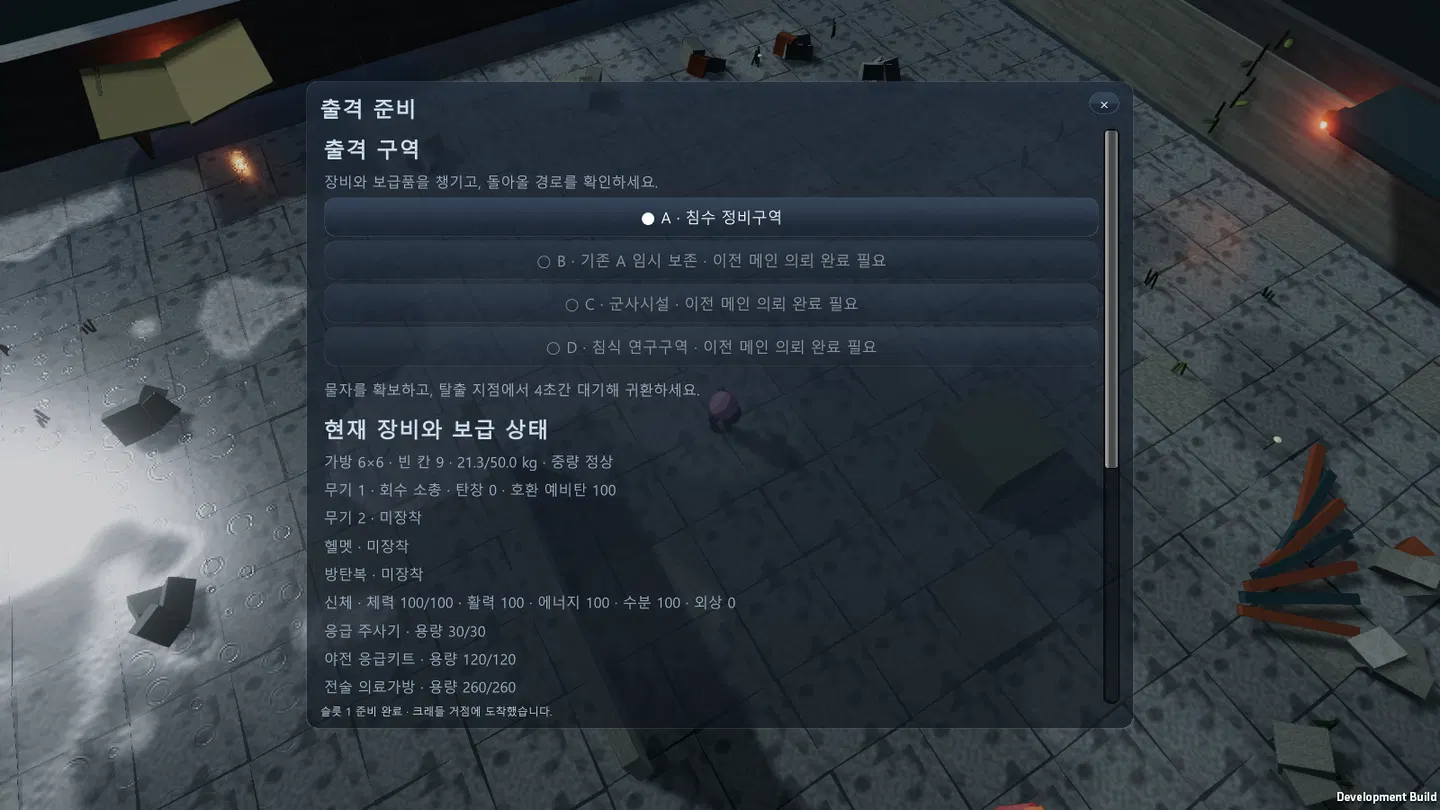 출격 준비
×
출격 구역
장비와 보급품을 챙기고, 돌아올 경로를 확인하세요.
● A · 침수 정비구역
○ B · 기존 A 임시 보존 · 이전 메인 의뢰 완료 필요
○ C · 군사시설 · 이전 메인 의뢰 완료 필요
○ D · 침식 연구구역 · 이전 메인 의뢰 완료 필요
물자를 확보하고, 탈출 지점에서 4초간 대기해 귀환하세요.
현재 장비와 보급 상태
가방 6×6 · 빈 칸 9 · 21.3/50.0 kg · 중량 정상
무기 1 · 회수 소총 · 탄창 0 · 호환 예비탄 100
무기 2 · 미장착
헬멧 · 미장착
방탄복 · 미장착
신체 · 체력 100/100 · 활력 100 · 에너지 100 · 수분 100 · 외상 0
응급 주사기 · 용량 30/30
야전 응급키트 · 용량 120/120
전술 의료가방 · 용량 260/260
슬롯 1 준비 완료 · 크래들 거점에 도착했습니다.
Development Build